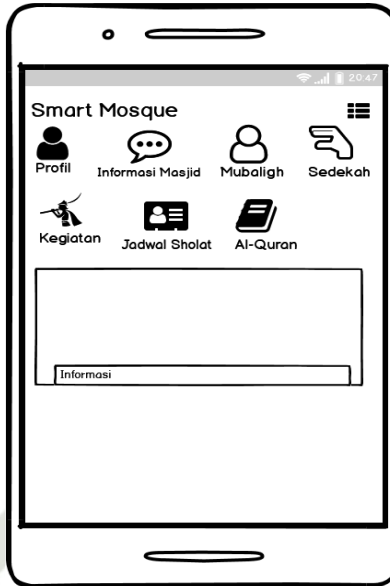 20:47
Smart Mosque
Profil
Informasi Masjid
Mubaligh
Sedekah
Kegiatan
Jadwal Sholat
Al-Quran
Informasi